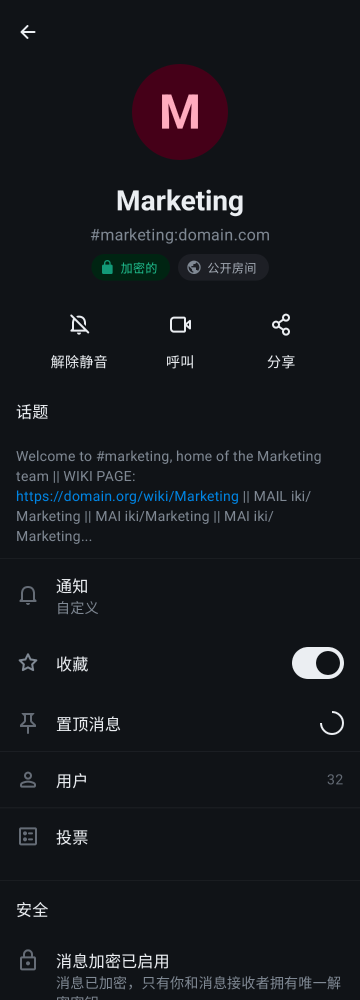 M
Marketing
#marketing:domain.com
加密的
公开房间
解除静音
呼叫
分享
话题
Welcome to #marketing, home of the Marketing
team || WIKI PAGE:
https://domain.org/wiki/Marketing || MAIL iki/
Marketing || MAI iki/Marketing || MAI iki/
Marketing...
通知
自定义
收藏
置顶消息
用户
32
投票
安全
消息加密已启用
消息已加密，只有你和消息接收者拥有唯一解